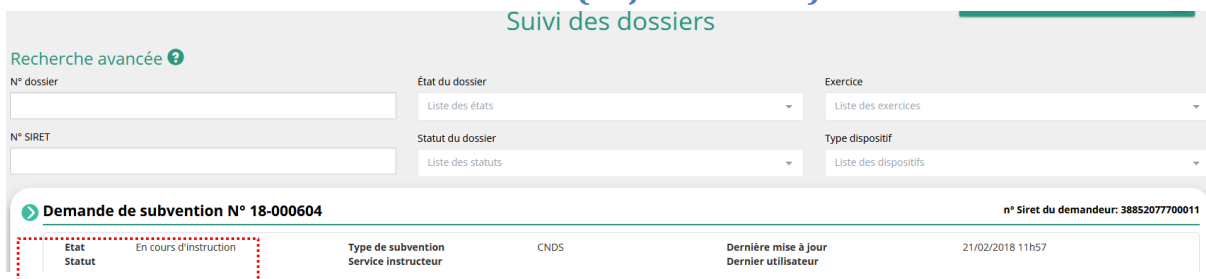 Suivi des dossiers
Recherche avancée ?
N° dossier État du dossier Exercice
Liste des états Liste des exercices
N° SIRET Statut du dossier Type dispositif
Liste des statuts Liste des dispositifs
Demande de subvention N° 18-000604 n° Siret du demandeur: 38852077700011
Etat En cours d'instruction Type de subvention CNDS Dernière mise à jour 21/02/2018 11h57
Statut Service instructeur Dernier utilisateur